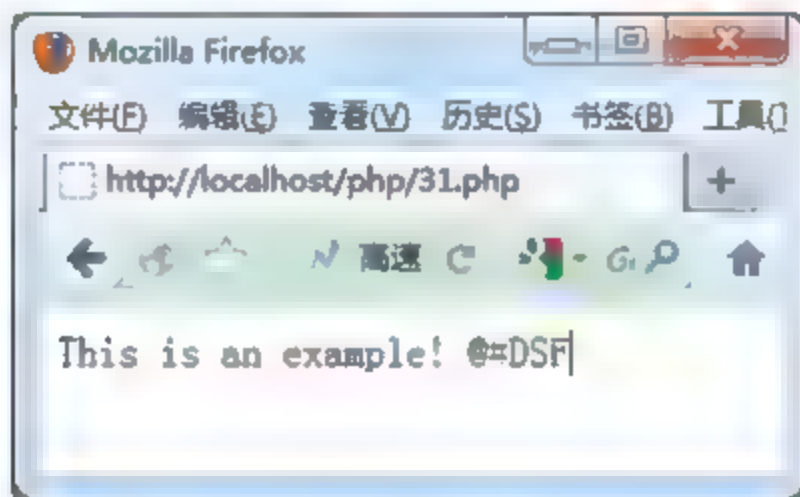 Mozilla Firefox
文件(F) 编辑(E) 查看(V) 历史(S) 书签(B) 工具(
http://localhost/php/31.php +
高速
This is an example! @¤DSF